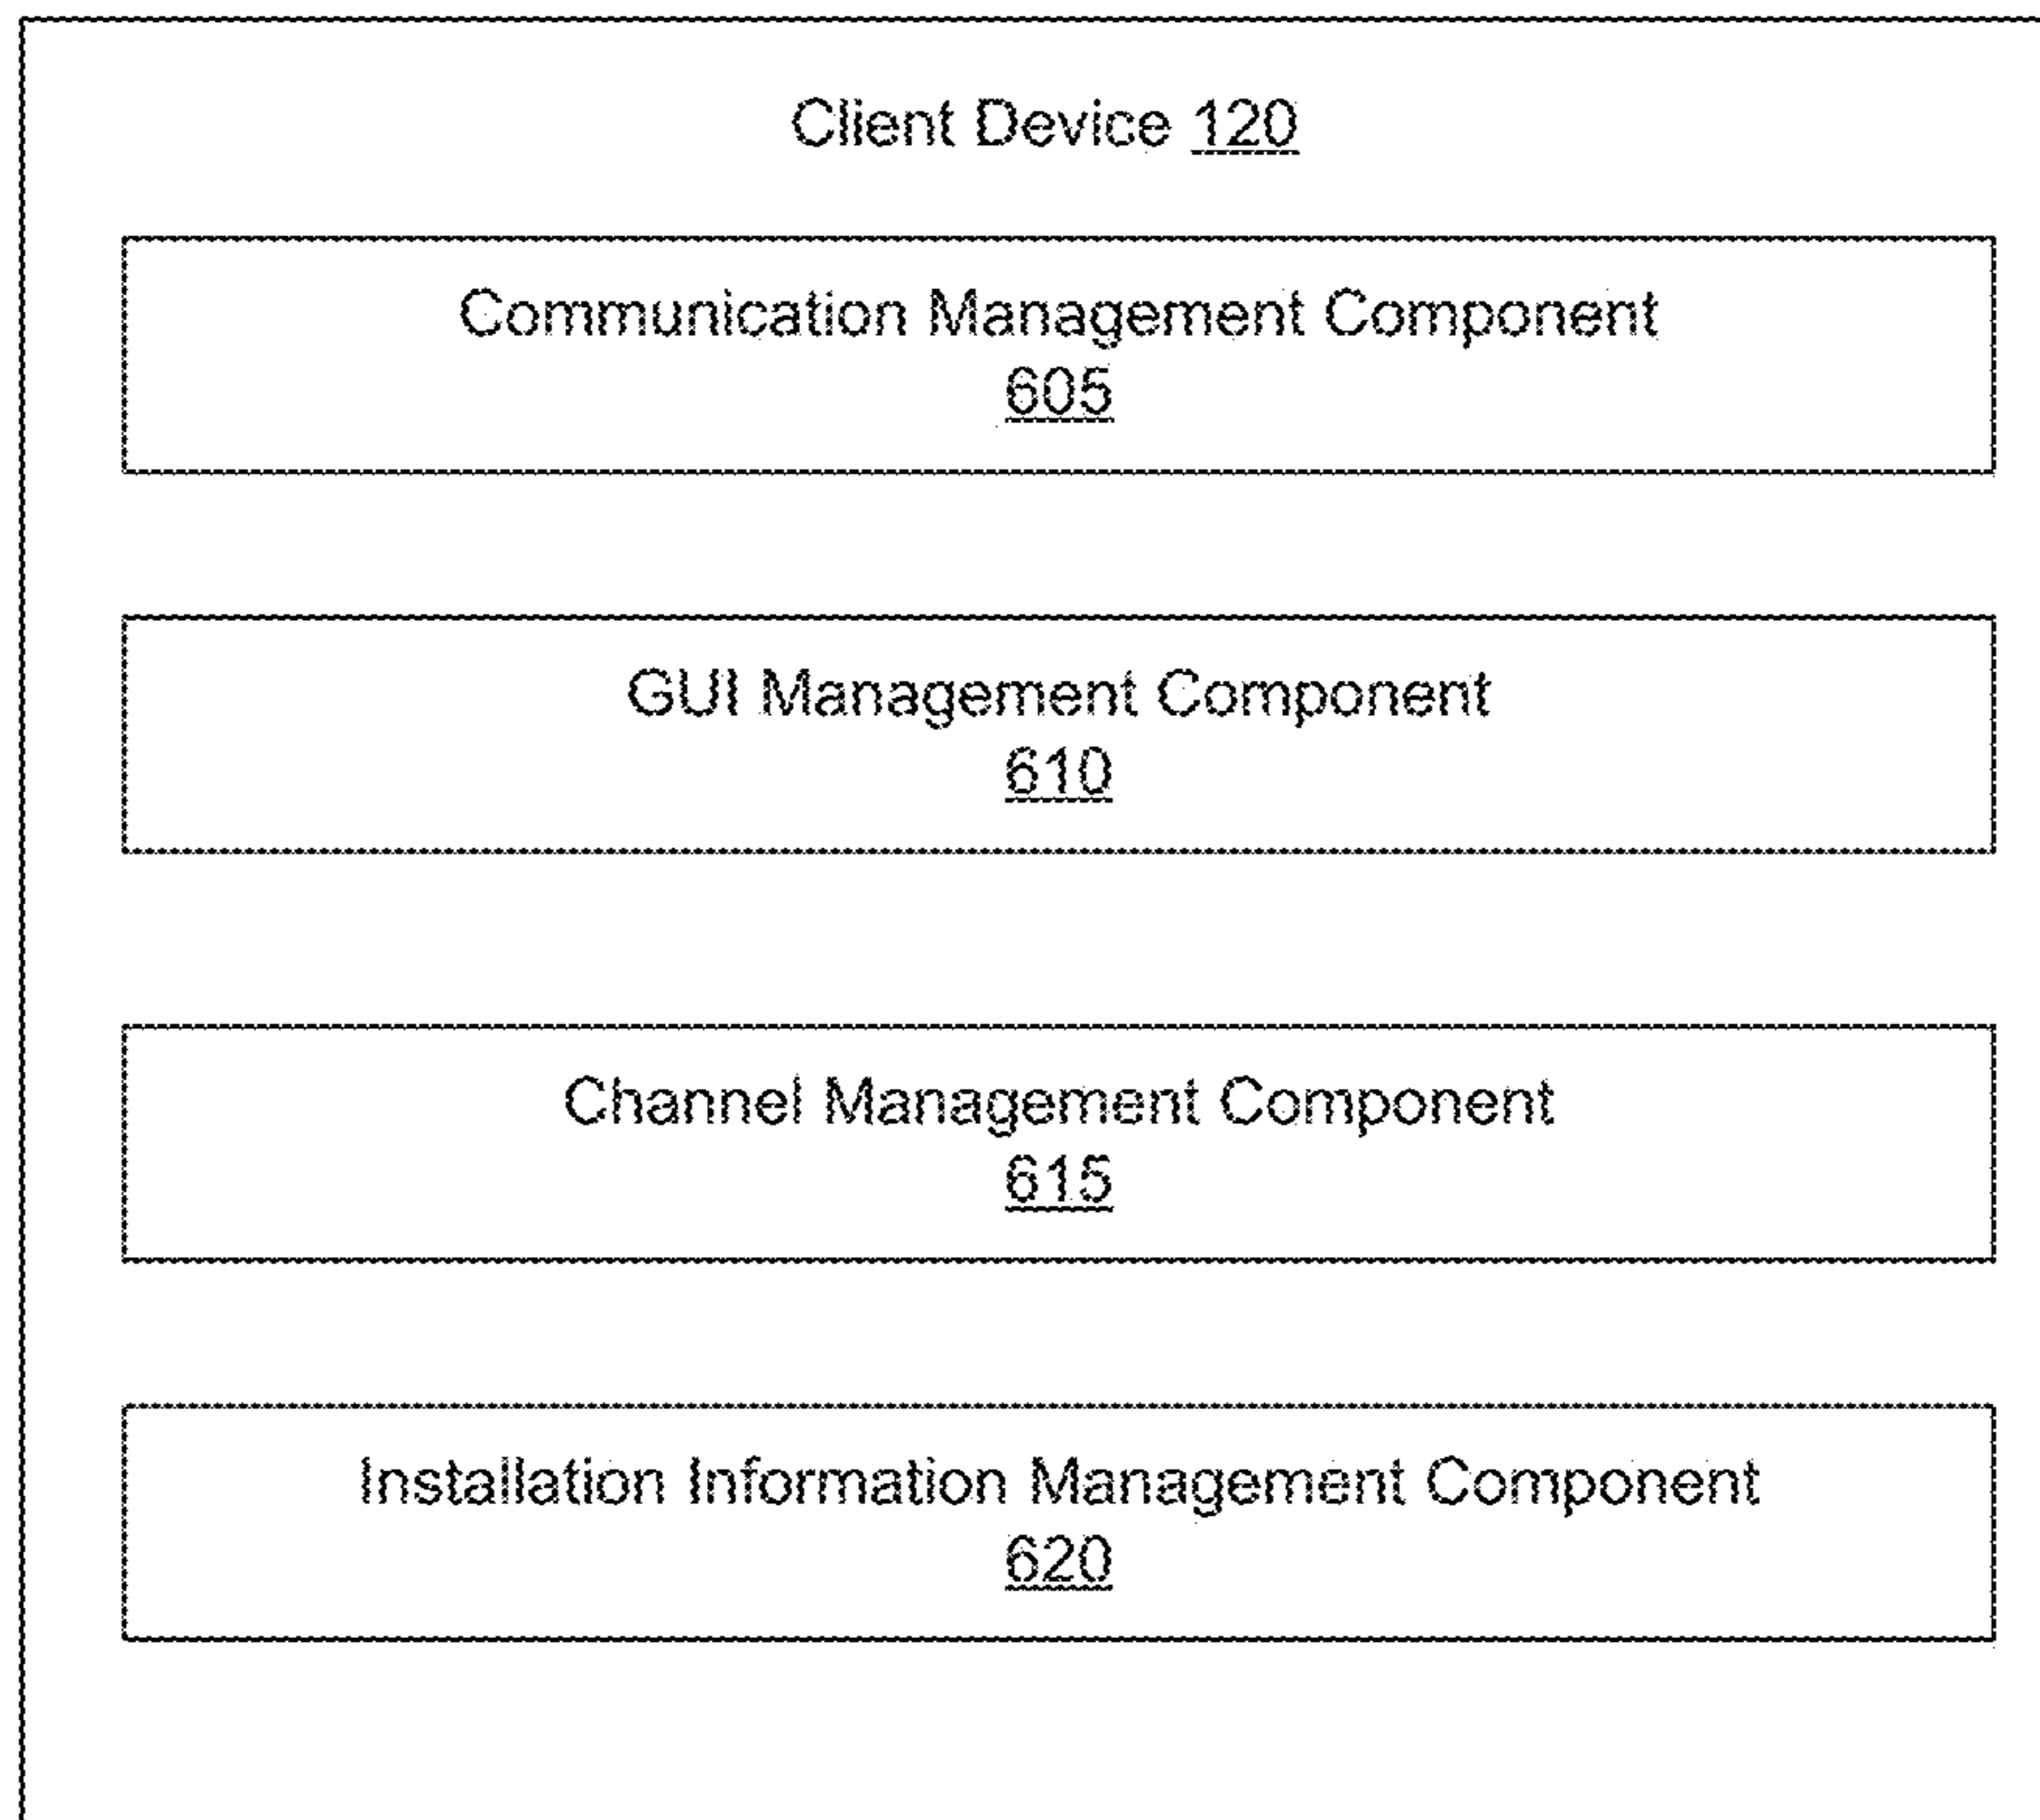 Client Device 120
Communication Management Component
605
GUI Management Component
610
Channel Management Component
615
Installation Information Management Component
620